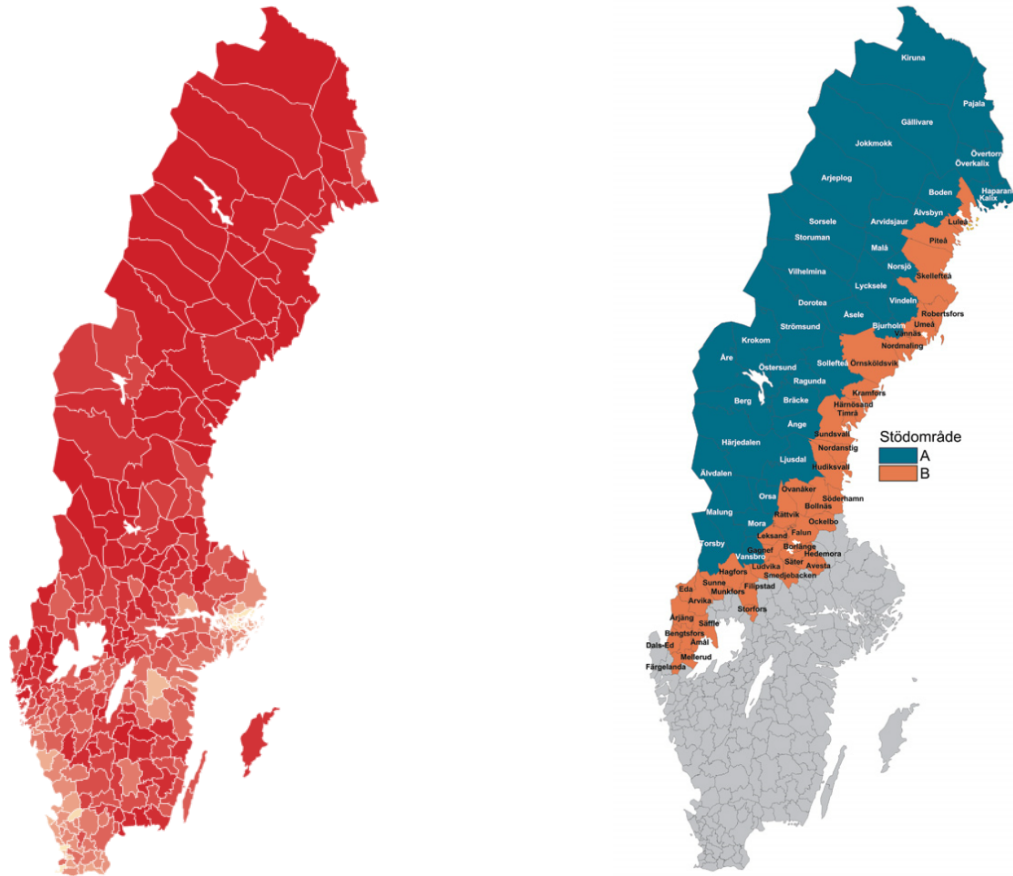 Kiruna
Pajala
Gällivare
Jokkmokk
Övertorn
Överkalix
Arjeplog
Boden
Haparan
Kalix
Älvsbyn
Luleå
Sorsele
Arvidsjaur
Storuman
Piteå
Malå
Norsjö
Vilhelmina
Skellefteå
Lycksele
Vindeln
Dorotea
Robertsfors
Åsele
Umeå
Strömsund
Bjurholm
Vännäs
Krokom
Nordmaling
Åre
Sollefteå
Örnsköldsvik
Östersund
Ragunda
Kramfors
Berg
Bräcke
Härnösand
Timrå
Ånge
Sundsvall
Stödområde
A
B
Härjedalen
Nordanstig
Ljusdal
Hudiksvall
Älvdalen
Ovanåker
Orsa
Söderhamn
Bollnäs
Malung
Rättvik
Ockelbo
Mora
Leksand
Falun
Torsby
Gagnef
Borlänge
Vansbro
Hedemora
Säter
Ludvika
Avesta
Hagfors
Smedjebacken
Sunne
Filipstad
Eda
Munkfors
Arvika
Storfors
Årjäng
Säffle
Bengtsfors
Dals-Ed
Åmål
Mellerud
Färgelanda